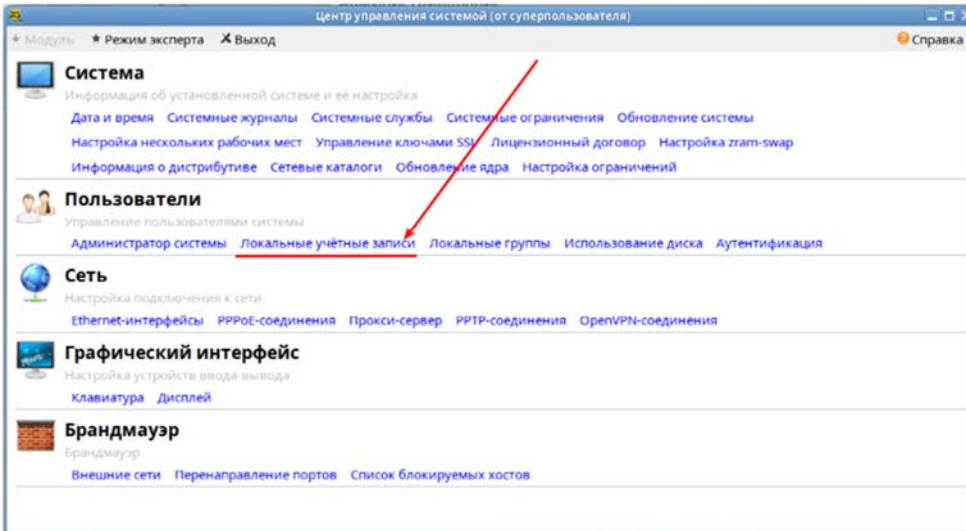 Центр управления системой (от суперпользователя)
Модуль Режим эксперта Выход Справка
Система
Информация об установленной системе и её настройка
Дата и время Системные журналы Системные службы Системные ограничения Обновление системы
Настройка нескольких рабочих мест Управление ключами SSL Лицензионный договор Настройка zram-swap
Информация о дистрибутиве Сетевые каталоги Обновление ядра Настройка ограничений
Пользователи
Управление пользователями системы
Администратор системы Локальные учётные записи Локальные группы Использование диска Аутентификация
Сеть
Настройка подключения к сети
Ethernet-интерфейсы PPPoE-соединения Прокси-сервер PPTP-соединения OpenVPN-соединения
Графический интерфейс
Настройка устройств ввода-вывода
Клавиатура Дисплей
Брандмауэр
Брандмауэр
Внешние сети Перенаправление портов Список блокируемых хостов